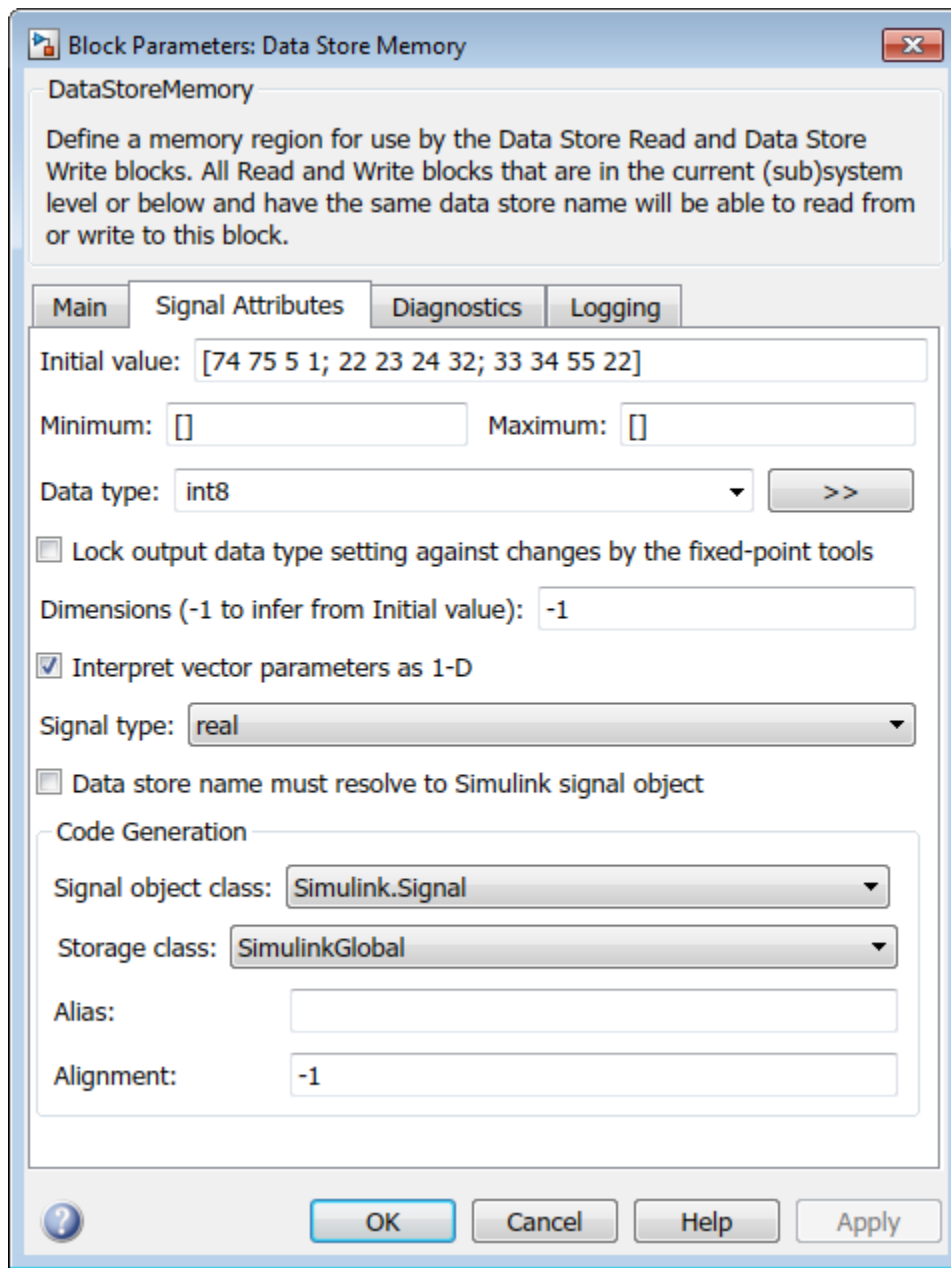 Block Parameters: Data Store Memory
DataStoreMemory
Define a memory region for use by the Data Store Read and Data Store
Write blocks. All Read and Write blocks that are in the current (sub)system
level or below and have the same data store name will be able to read from
or write to this block.
Main Signal Attributes Diagnostics Logging
Initial value: [74 75 5 1; 22 23 24 32; 33 34 55 22]
Minimum: [] Maximum: []
Data type: int8 >>
Lock output data type setting against changes by the fixed-point tools
Dimensions (-1 to infer from Initial value): -1
Interpret vector parameters as 1-D
Signal type: real
Data store name must resolve to Simulink signal object
Code Generation
Signal object class: Simulink.Signal
Storage class: SimulinkGlobal
Alias:
Alignment: -1
? OK Cancel Help Apply